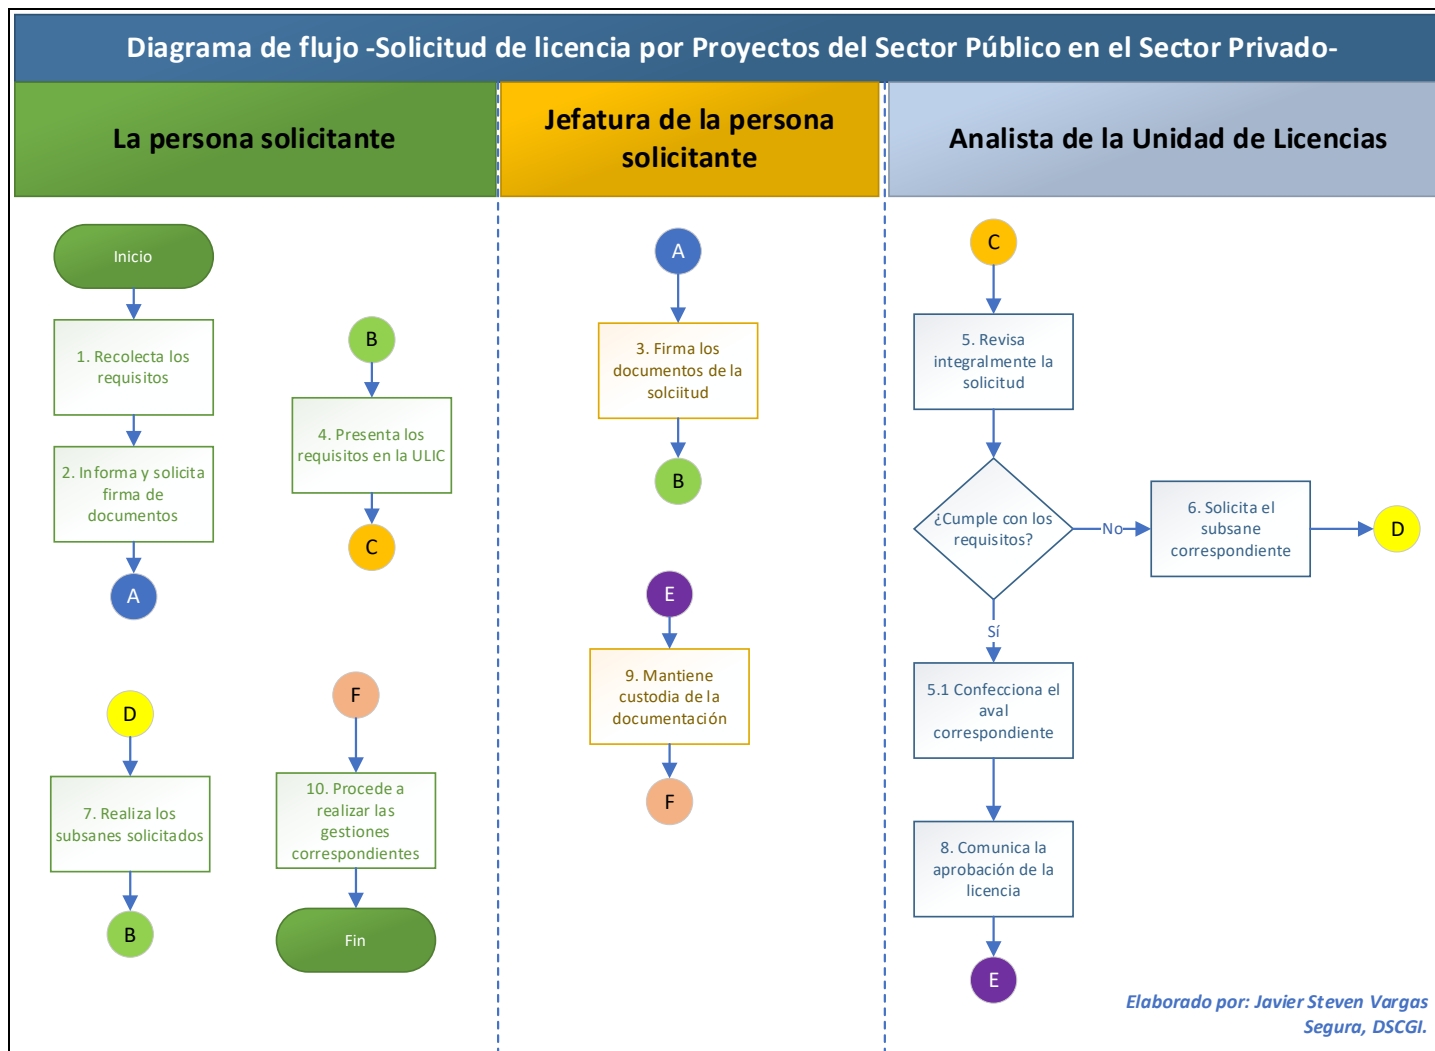 Diagrama de flujo -Solicitud de licencia por Proyectos del Sector Público en el Sector Privado-
La persona solicitante
Jefatura de la persona
solicitante
Analista de la Unidad de Licencias
Inicio
1. Recolecta los
requisitos
2. Informa y solicita
firma de
documentos
A
B
4. Presenta los
requisitos en la ULIC
C
D
7. Realiza los
subsanes solicitados
B
F
10. Procede a
realizar las
gestiones
correspondientes
Fin
A
3. Firma los
documentos de la
solciitud
B
E
9. Mantiene
custodia de la
documentación
F
C
5. Revisa
integralmente la
solicitud
¿Cumple con los
requisitos?
No
6. Solicita el
subsane
correspondiente
D
Sí
5.1 Confecciona el
aval
correspondiente
8. Comunica la
aprobación de la
licencia
E
Elaborado por: Javier Steven Vargas
Segura, DSCGI.